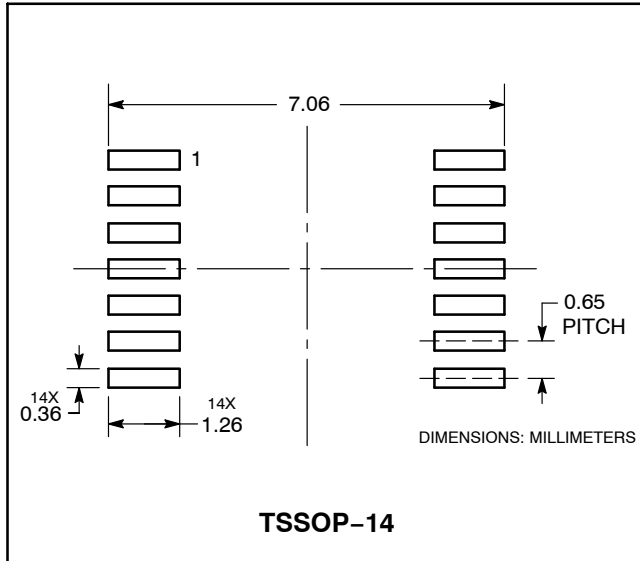 7.06
1
0.65
PITCH
14X
0.36
14X
1.26
DIMENSIONS: MILLIMETERS
TSSOP−14